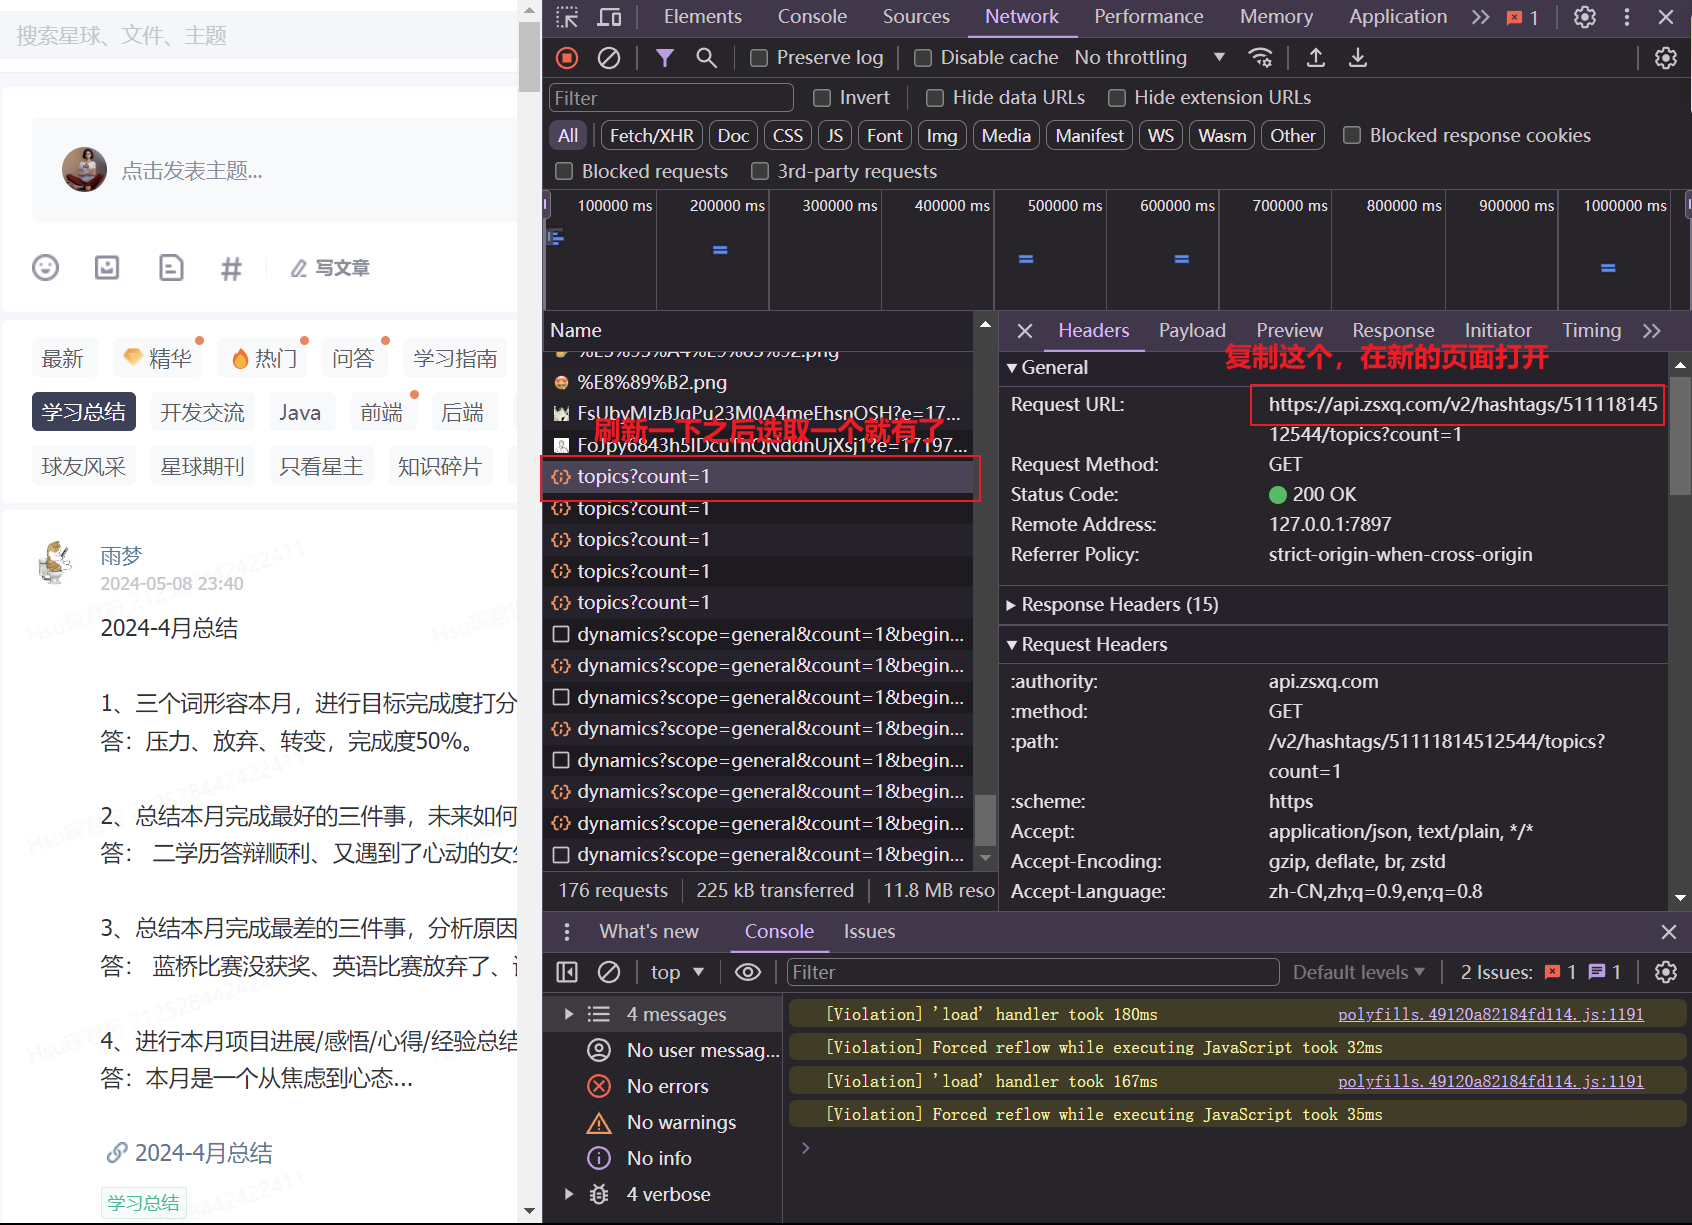 搜索星球、文件、主题
点击发表主题...
写文章
最新
精华
热门
问答
学习指南
学习总结
开发交流
Java
前端
后端
球友风采
星球期刊
只看星主
知识碎片
雨梦
2024-05-08 23:40
2024-4月总结
1、三个词形容本月，进行目标完成度打分
答：压力、放弃、转变，完成度50%。
2、总结本月完成最好的三件事，未来如何
答： 二学历答辩顺利、又遇到了心动的女
3、总结本月完成最差的三件事，分析原因
答： 蓝桥比赛没获奖、英语比赛放弃了、
4、进行本月项目进展/感悟/心得/经验总结
答：本月是一个从焦虑到心态...
2024-4月总结
学习总结
Elements Console Sources Network Performance Memory Application 1
Preserve log Disable cache No throttling
Filter Invert Hide data URLs Hide extension URLs
All Fetch/XHR Doc CSS JS Font Img Media Manifest WS Wasm Other Blocked response cookies
Blocked requests 3rd-party requests
100000 ms 200000 ms 300000 ms 400000 ms 500000 ms 600000 ms 700000 ms 800000 ms 900000 ms 1000000 ms
Name
%E8%89%B2.png
FsUbyMIzBJqPu23M0A4meEhsnOSH?e=17...
刷新一下之后选取一个就有了
topics?count=1
topics?count=1
topics?count=1
topics?count=1
topics?count=1
dynamics?scope=general&count=1&begin...
dynamics?scope=general&count=1&begin...
dynamics?scope=general&count=1&begin...
dynamics?scope=general&count=1&begin...
dynamics?scope=general&count=1&begin...
dynamics?scope=general&count=1&begin...
dynamics?scope=general&count=1&begin...
dynamics?scope=general&count=1&begin...
176 requests 225 kB transferred 11.8 MB reso
Headers Payload Preview Response Initiator Timing
复制这个，在新的页面打开
General
Request URL: https://api.zsxq.com/v2/hashtags/511118145
12544/topics?count=1
Request Method: GET
Status Code: 200 OK
Remote Address: 127.0.0.1:7897
Referrer Policy: strict-origin-when-cross-origin
Response Headers (15)
Request Headers
:authority: api.zsxq.com
:method: GET
:path: /v2/hashtags/51111814512544/topics?
count=1
:scheme: https
Accept: application/json, text/plain, */*
Accept-Encoding: gzip, deflate, br, zstd
Accept-Language: zh-CN,zh;q=0.9,en;q=0.8
What's new Console Issues
top Filter Default levels 2 Issues: 1 1
4 messages
No user messag...
No errors
No warnings
No info
4 verbose
[Violation] 'load' handler took 180ms polyfills.49120a82184fd114.js:1191
[Violation] Forced reflow while executing JavaScript took 32ms
[Violation] 'load' handler took 167ms polyfills.49120a82184fd114.js:1191
[Violation] Forced reflow while executing JavaScript took 35ms